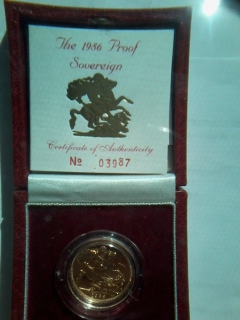 The 1986 Proof
Sovereign
Certificate of Authenticity
No 03987